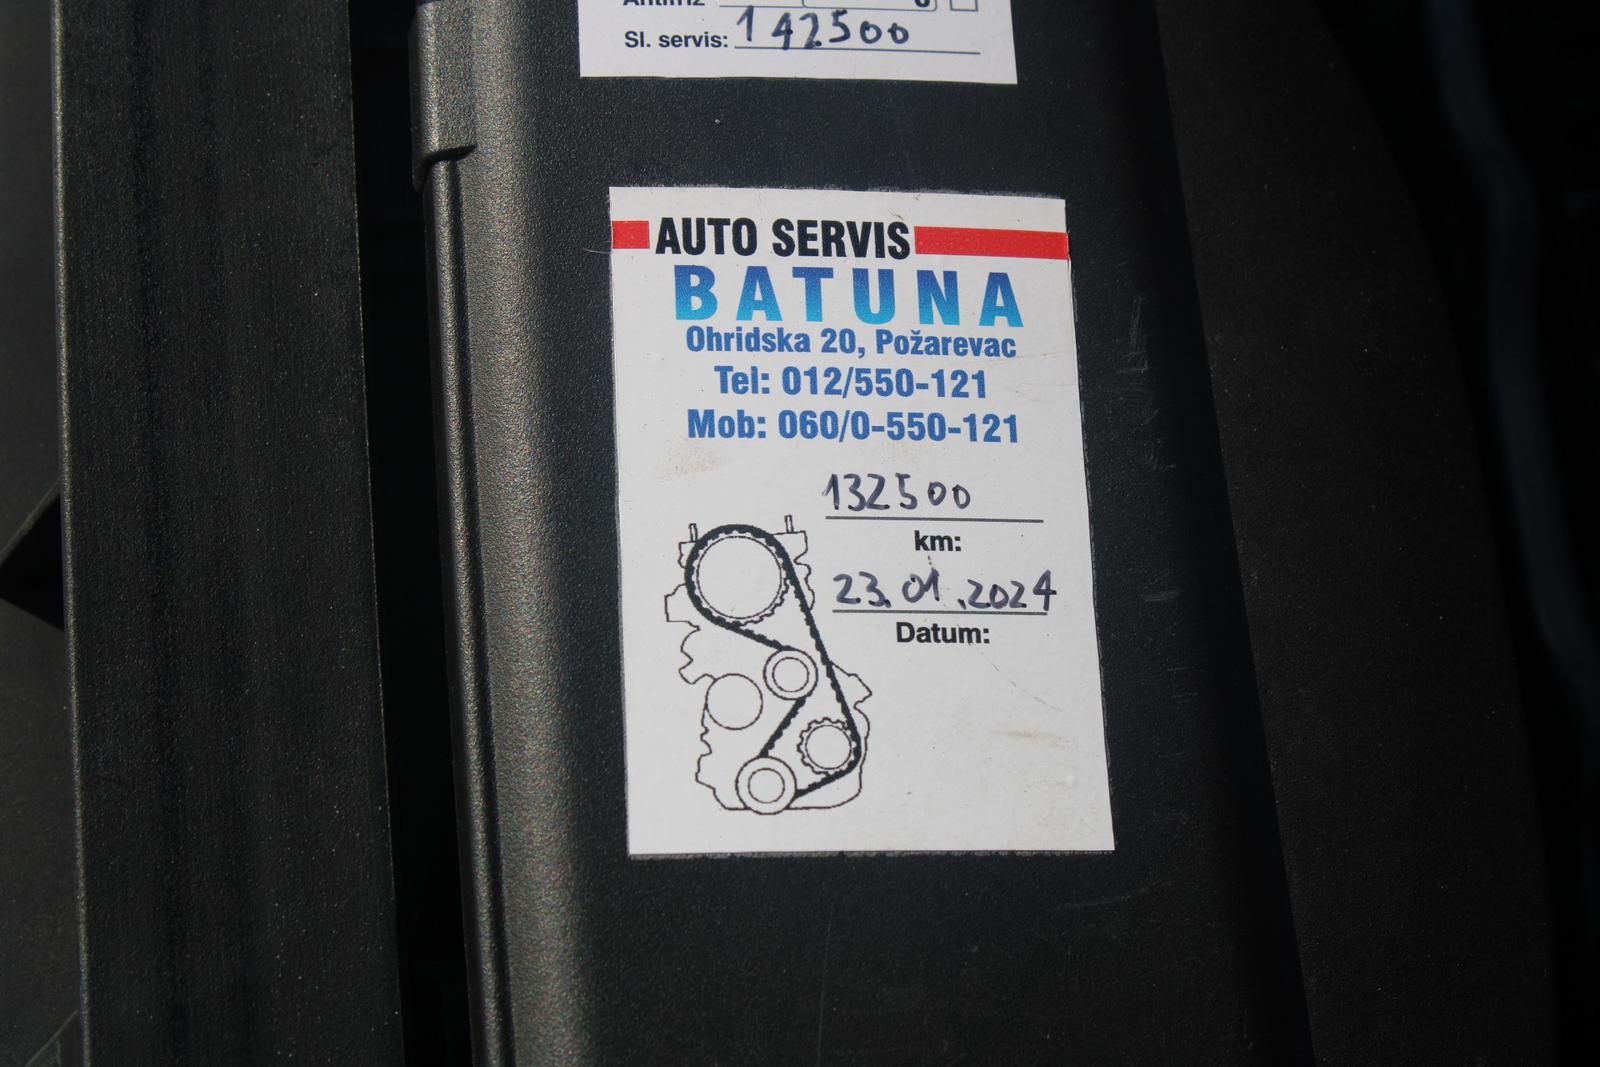 Antifriz
Sl. servis: 142500
AUTO SERVIS
BATUNA
Ohridska 20, Požarevac
Tel: 012/550-121
Mob: 060/0-550-121
132500
km:
23.01.2024
Datum: